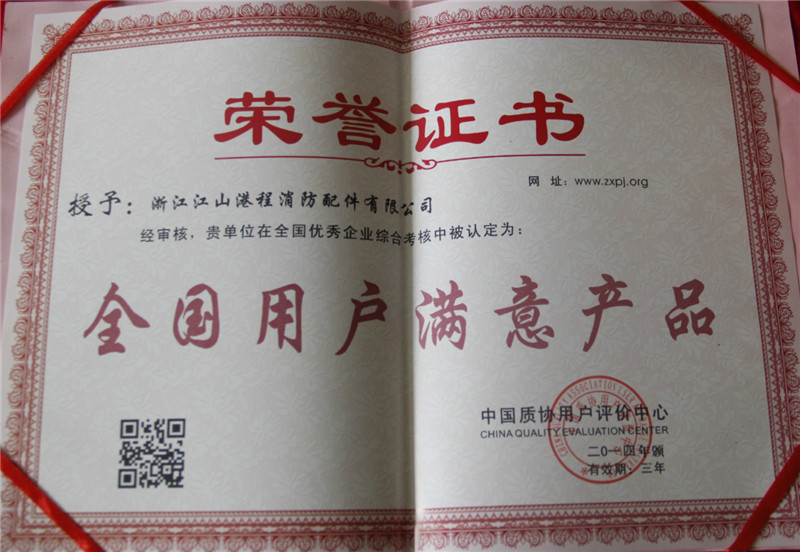 荣誉证书
网 址：www.zxpj.org
授予：浙江江山港程消防配件有限公司
经审核，贵单位在全国优秀企业综合考核中被认定为：
全国用户满意产品
中国质协用户评价中心
CHINA QUALITY EVALUATION CENTER
二0一四年颁
有效期：三年